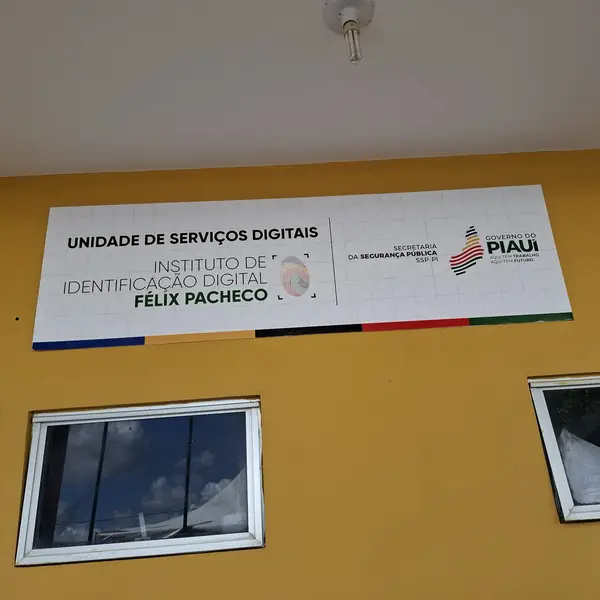 UNIDADE DE SERVIÇOS DIGITAIS
INSTITUTO DE
IDENTIFICAÇÃO DIGITAL
FÉLIX PACHECO
SECRETARIA
DA SEGURANÇA PÚBLICA
SSP-PI
GOVERNO DO
PIAUÍ
AQUI TEM TRABALHO
AQUI TEM FUTURO.